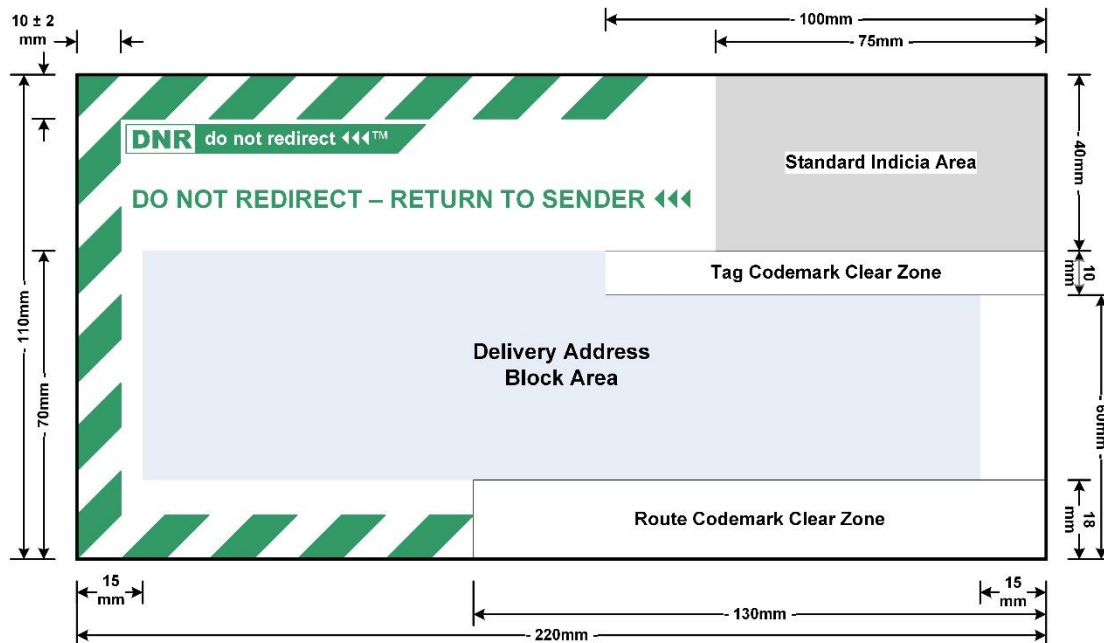 10 ± 2
mm
- 100mm -
- 75mm -
DNR do not redirect ™
Standard Indicia Area
- 40mm -
DO NOT REDIRECT – RETURN TO SENDER
Tag Codemark Clear Zone
10
mm
- 110mm -
- 70mm -
Delivery Address
Block Area
- 60mm -
Route Codemark Clear Zone
18
mm
15
mm
15
mm
- 130mm -
- 220mm -